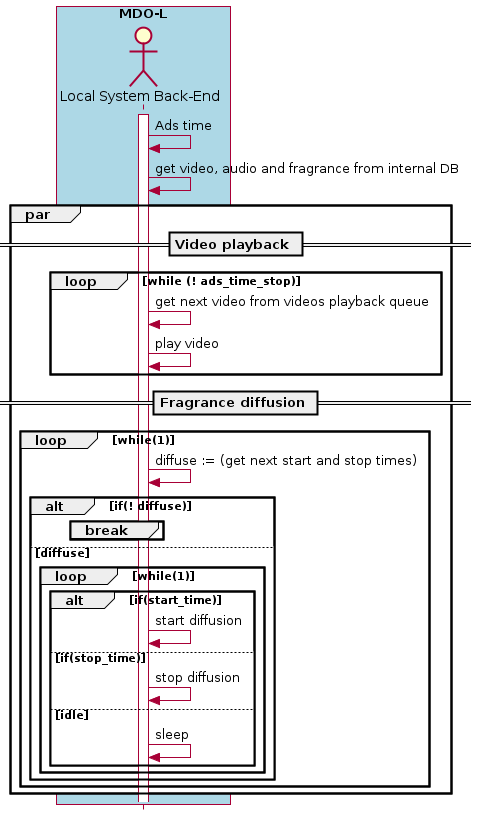 MDO-L
Local System Back-End
Ads time
get video, audio and fragrance from internal DB
par
Video playback
loop [while (! ads_time_stop)]
get next video from videos playback queue
play video
Fragrance diffusion
loop [while(1)]
diffuse := (get next start and stop times)
alt [if(! diffuse)]
break
[diffuse]
loop [while(1)]
alt [if(start_time)]
start diffusion
[if(stop_time)]
stop diffusion
[idle]
sleep